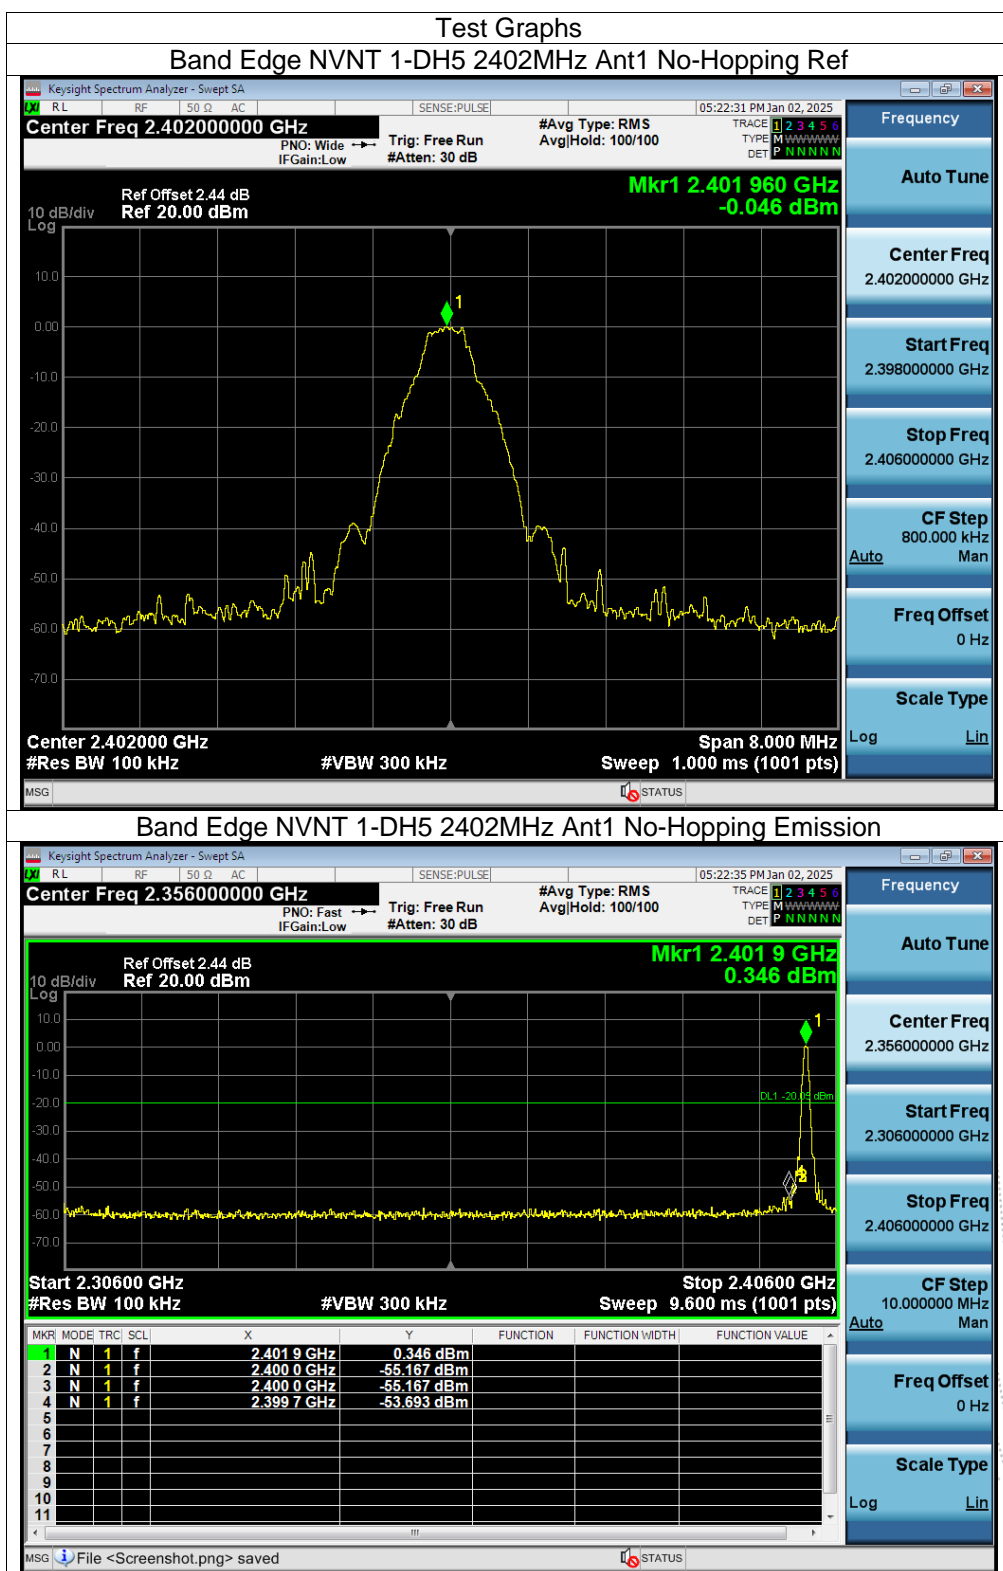 Test Graphs
Band Edge NVNT 1-DH5 2402MHz Ant1 No-Hopping Ref
Keysight Spectrum Analyzer - Swept SA
LXI RL RF 50 Ω AC SENSE:PULSE 05:22:31 PM Jan 02, 2025
Center Freq 2.402000000 GHz #Avg Type: RMS TRACE 1 2 3 4 5 6
PNO: Wide Trig: Free Run Avg|Hold: 100/100 TYPE M WWWWW
IFGain:Low #Atten: 30 dB DET P N N N N N
Frequency
Auto Tune
Center Freq
2.402000000 GHz
Start Freq
2.398000000 GHz
Stop Freq
2.406000000 GHz
CF Step
800.000 kHz
Auto Man
Freq Offset
0 Hz
Scale Type
Log Lin
Mkr1 2.401 960 GHz
-0.046 dBm
Ref Offset 2.44 dB
10 dB/div Ref 20.00 dBm
Log
1
10.0
0.00
-10.0
-20.0
-30.0
-40.0
-50.0
-60.0
-70.0
Center 2.402000 GHz Span 8.000 MHz
#Res BW 100 kHz #VBW 300 kHz Sweep 1.000 ms (1001 pts)
MSG STATUS
Band Edge NVNT 1-DH5 2402MHz Ant1 No-Hopping Emission
Keysight Spectrum Analyzer - Swept SA
LXI RL RF 50 Ω AC SENSE:PULSE 05:22:35 PM Jan 02, 2025
Center Freq 2.356000000 GHz #Avg Type: RMS TRACE 1 2 3 4 5 6
PNO: Fast Trig: Free Run Avg|Hold: 100/100 TYPE M WWWWW
IFGain:Low #Atten: 30 dB DET P N N N N N
Frequency
Auto Tune
Center Freq
2.356000000 GHz
Start Freq
2.306000000 GHz
Stop Freq
2.406000000 GHz
CF Step
10.000000 MHz
Auto Man
Freq Offset
0 Hz
Scale Type
Log Lin
Mkr1 2.401 9 GHz
0.346 dBm
Ref Offset 2.44 dB
10 dB/div Ref 20.00 dBm
Log
1
10.0
0.00
-10.0
-20.0
DL1 -20.05 dBm
-30.0
-40.0
-50.0
-60.0
-70.0
Start 2.30600 GHz Stop 2.40600 GHz
#Res BW 100 kHz #VBW 300 kHz Sweep 9.600 ms (1001 pts)
MKR MODE TRC SCL X Y FUNCTION FUNCTION WIDTH FUNCTION VALUE
1 N 1 f 2.401 9 GHz 0.346 dBm
2 N 1 f 2.400 0 GHz -55.167 dBm
3 N 1 f 2.400 0 GHz -55.167 dBm
4 N 1 f 2.399 7 GHz -53.693 dBm
5
6
7
8
9
10
11
MSG File <Screenshot.png> saved STATUS